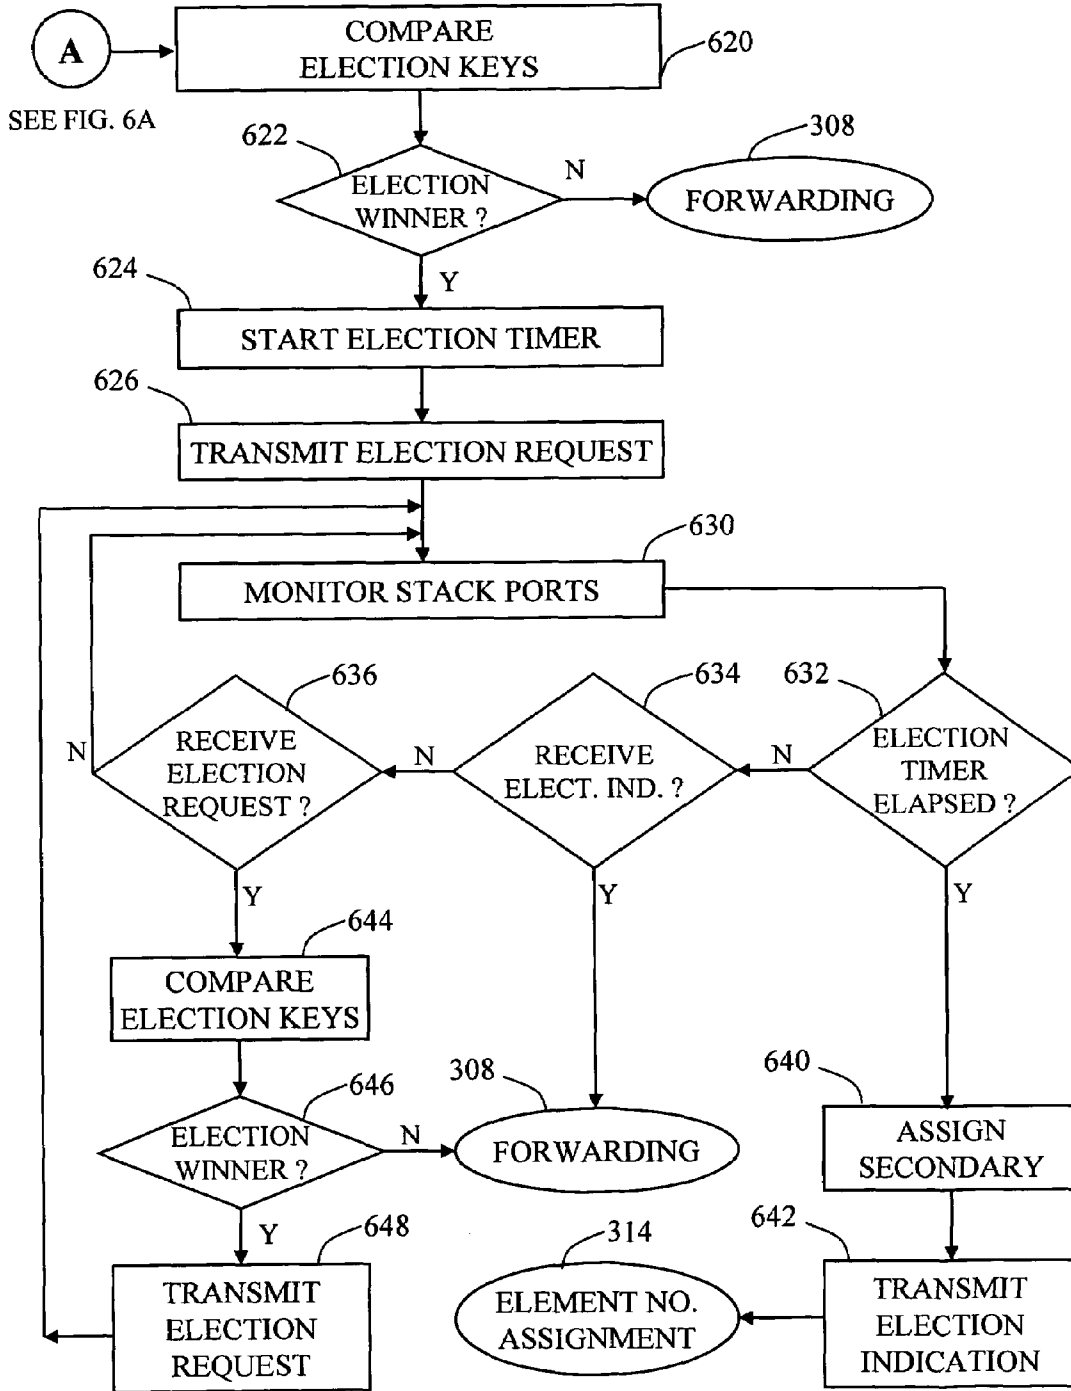 A
COMPARE
ELECTION KEYS
620
SEE FIG. 6A
622
ELECTION
WINNER ?
N
308
FORWARDING
Y
624
START ELECTION TIMER
626
TRANSMIT ELECTION REQUEST
630
MONITOR STACK PORTS
636
RECEIVE
ELECTION
REQUEST ?
N
Y
634
RECEIVE
ELECT. IND. ?
N
Y
632
ELECTION
TIMER
ELAPSED ?
N
Y
644
COMPARE
ELECTION KEYS
646
ELECTION
WINNER ?
N
Y
308
FORWARDING
640
ASSIGN
SECONDARY
648
TRANSMIT
ELECTION
REQUEST
314
ELEMENT NO.
ASSIGNMENT
642
TRANSMIT
ELECTION
INDICATION